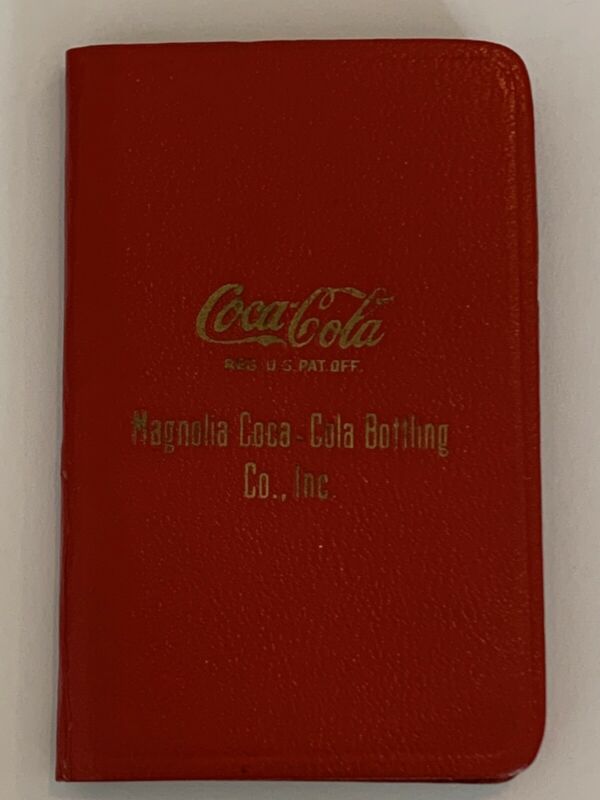 Coca-Cola
REG. U.S. PAT. OFF.
Magnolia Coca-Cola Bottling
Co., Inc.